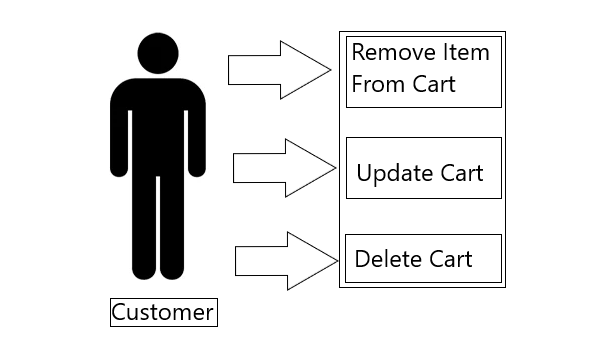 Remove Item
From Cart
Update Cart
Delete Cart
Customer